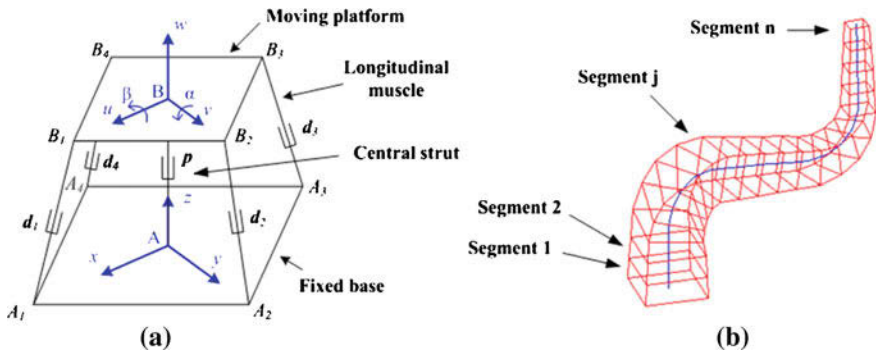 w
Moving platform
B4
B3
Longitudinal
muscle
β
B
α
u
v
d3
B1
B2
d4
p
Central strut
A4
z
A3
d1
A
d2
x
y
Fixed base
A1
A2
(a)
Segment n
Segment j
Segment 2
Segment 1
(b)